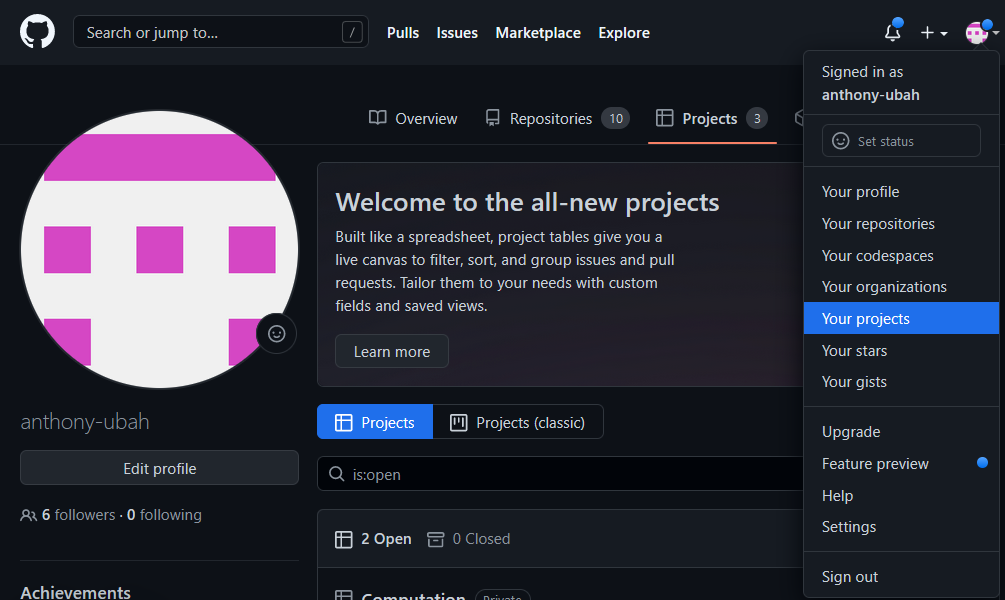 Search or jump to...
/
Pulls
Issues
Marketplace
Explore
Signed in as
anthony-ubah
Set status
Your profile
Your repositories
Your codespaces
Your organizations
Your projects
Your stars
Your gists
Upgrade
Feature preview
Help
Settings
Sign out
Overview
Repositories 10
Projects 3
Welcome to the all-new projects
Built like a spreadsheet, project tables give you a
live canvas to filter, sort, and group issues and pull
requests. Tailor them to your needs with custom
fields and saved views.
Learn more
anthony-ubah
Edit profile
6 followers · 0 following
Achievements
Projects
Projects (classic)
is:open
2 Open
0 Closed
Computation
Private